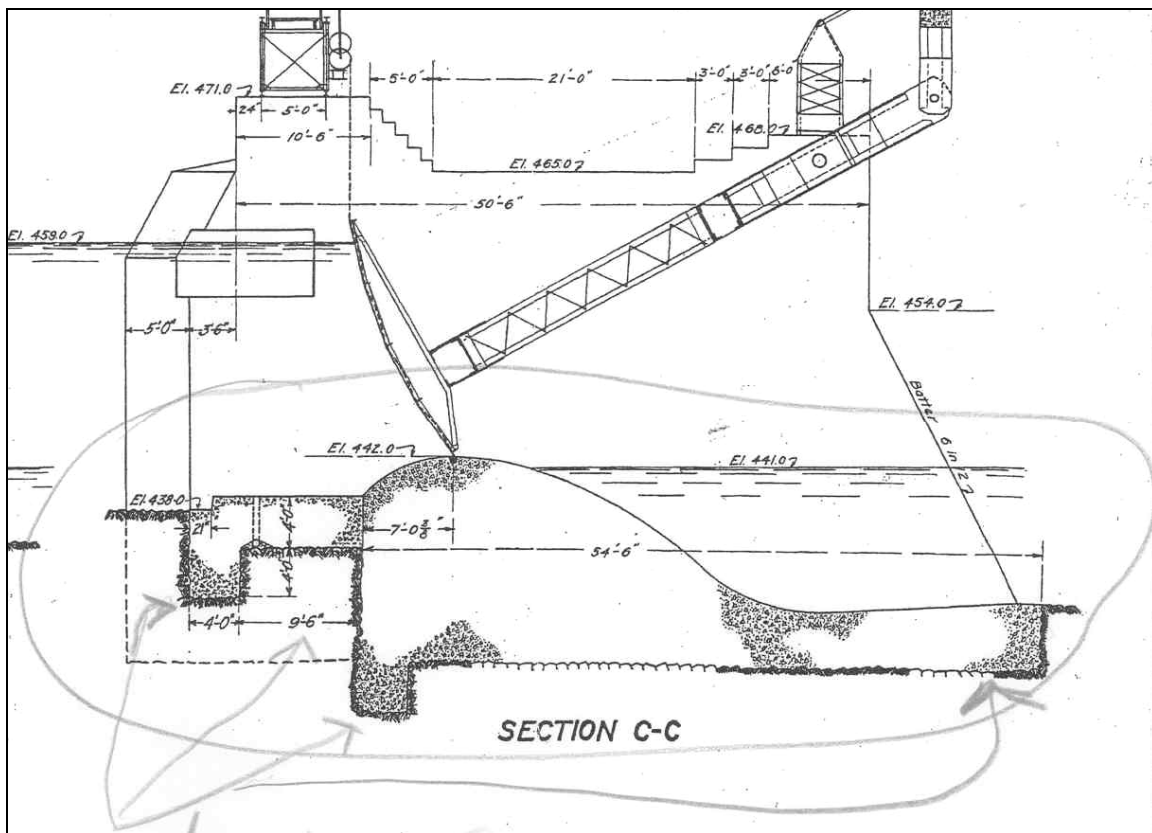 5'-0" 21'-0" 3'-0" 3'-0" 6'-0"
El. 471.0
24" 5'-0"
10'-6"
El. 468.0
El. 465.0
50'-6"
El. 459.0
El. 454.0
5'-0" 3'-6"
Batter 6 in 12
El. 442.0
El. 441.0
El. 438.0
21" 4'-0" 7'-0 3/8"
54'-6"
4'-0"
4'-0" 9'-6"
SECTION C-C